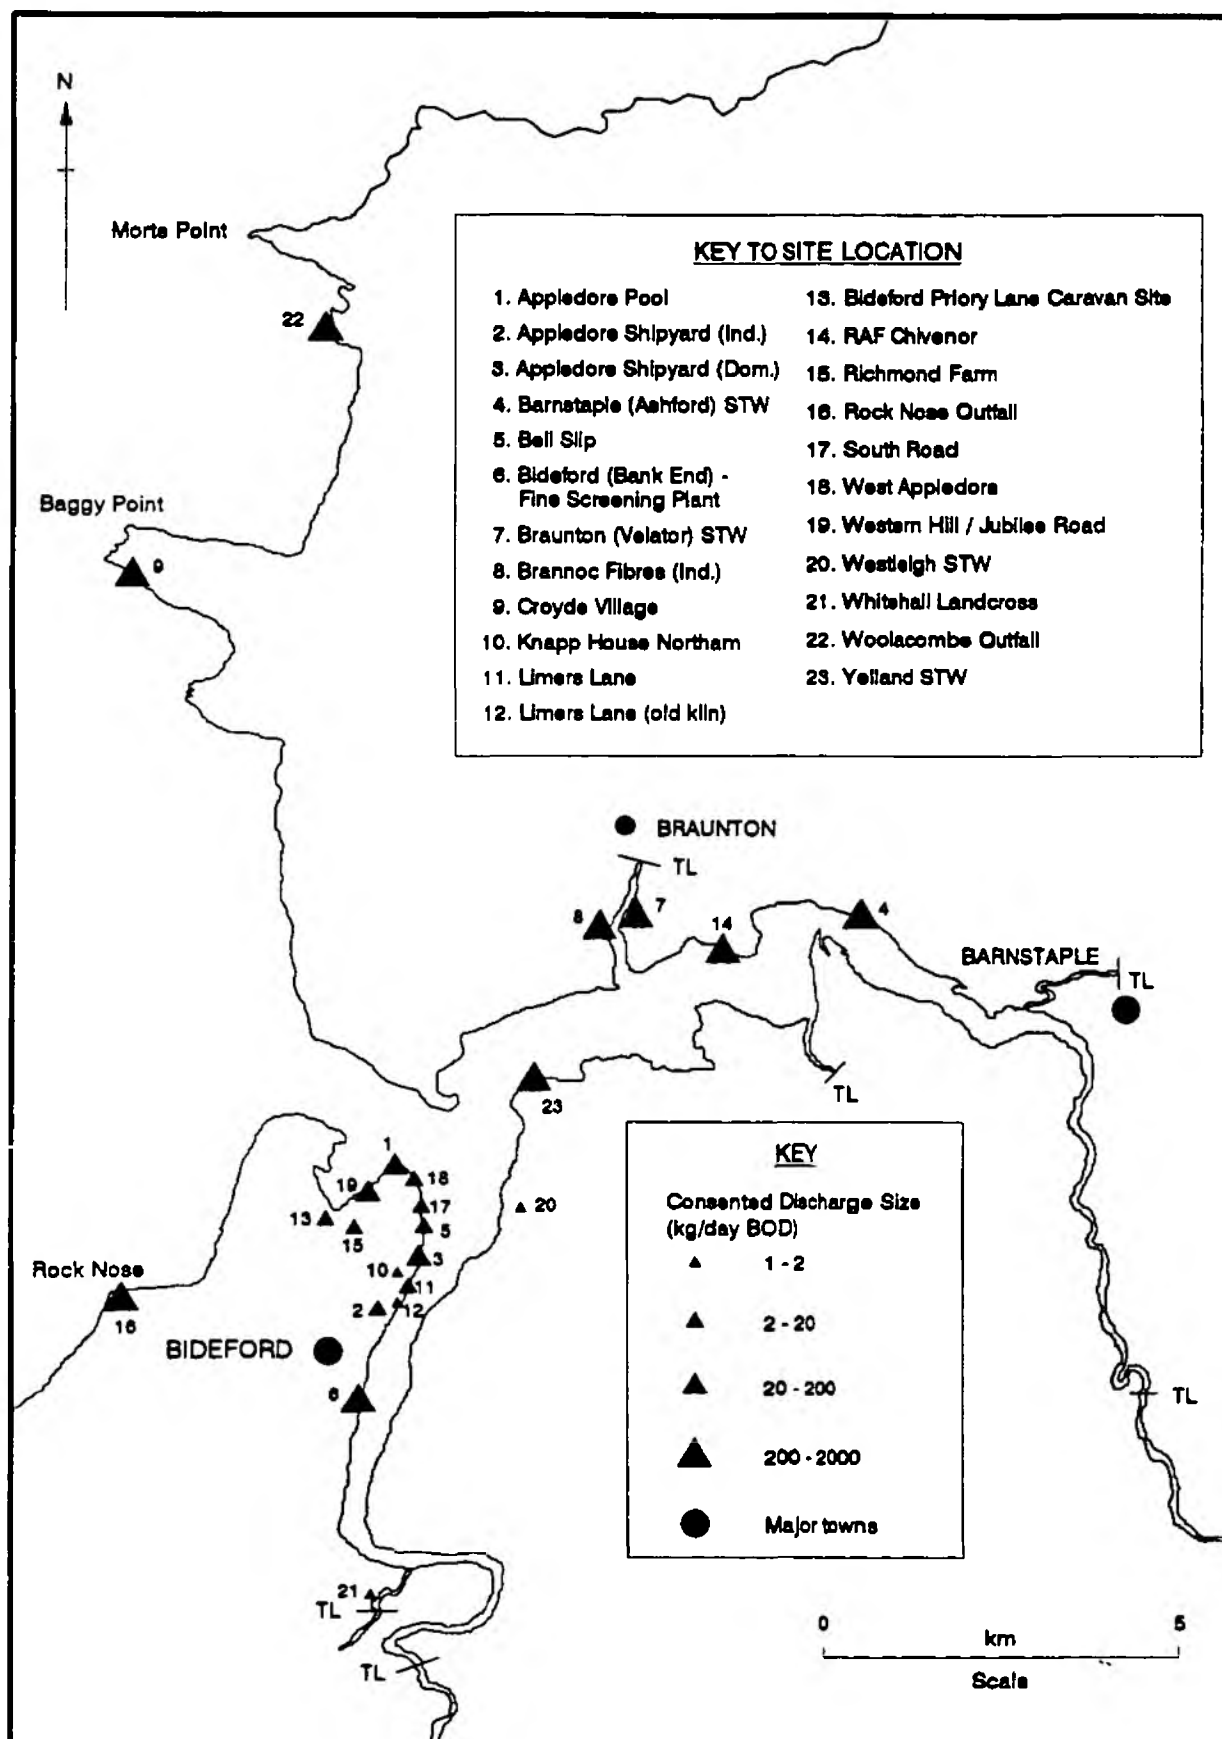 N
Morte Point
22
KEY TO SITE LOCATION
1. Appledore Pool
2. Appledore Shipyard (Ind.)
3. Appledore Shipyard (Dom.)
4. Barnstaple (Ashford) STW
5. Bell Slip
6. Bideford (Bank End) -
Fine Screening Plant
7. Braunton (Velator) STW
8. Brannoc Fibres (Ind.)
9. Croyde Village
10. Knapp House Northam
11. Limers Lane
12. Limers Lane (old kiln)
13. Bideford Priory Lane Caravan Site
14. RAF Chivenor
15. Richmond Farm
16. Rock Nose Outfall
17. South Road
18. West Appledore
19. Western Hill / Jubilee Road
20. Westleigh STW
21. Whitehall Landcross
22. Woolacombe Outfall
23. Yelland STW
Baggy Point
9
BRAUNTON
TL
8
7
14
4
BARNSTAPLE
TL
TL
23
1
18
19
17
13
15
5
20
3
10
11
2
12
Rock Nose
16
BIDEFORD
6
KEY
Consented Discharge Size
(kg/day BOD)
1 - 2
2 - 20
20 - 200
200 - 2000
Major towns
TL
21
TL
TL
0
5
km
Scale